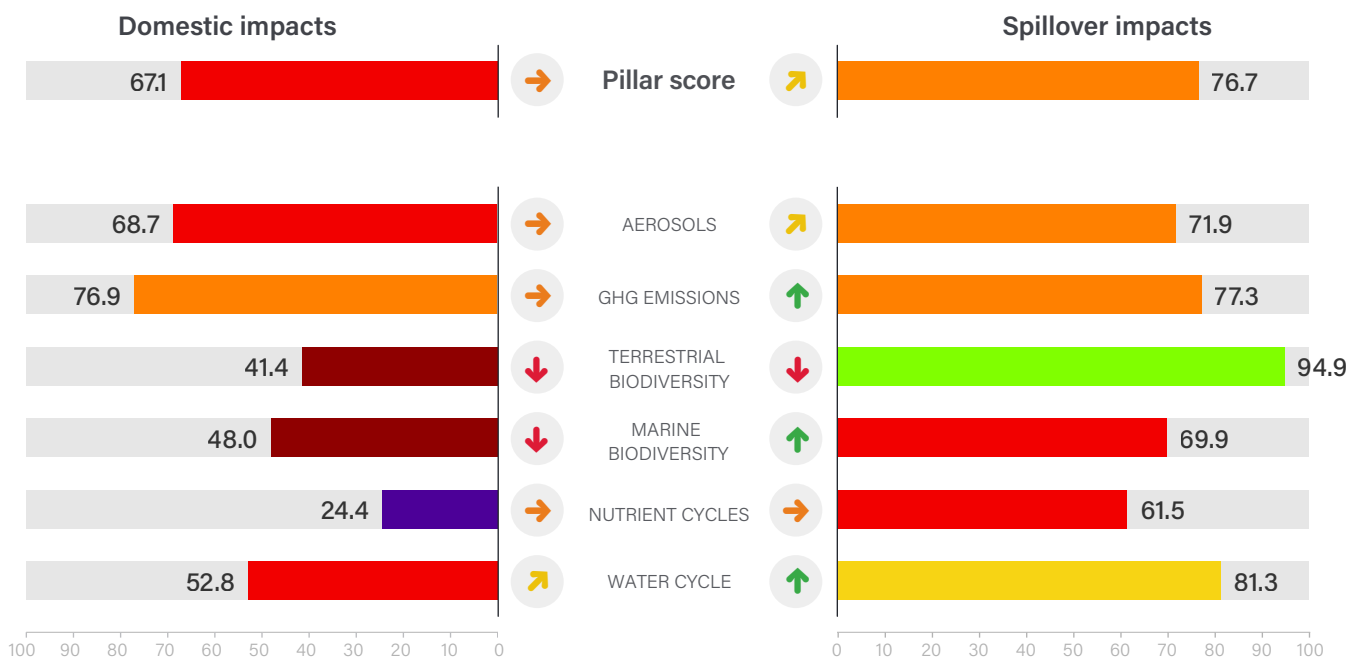 Domestic impacts
Spillover impacts
67.1
Pillar score
76.7
68.7
AEROSOLS
71.9
76.9
GHG EMISSIONS
77.3
41.4
TERRESTRIAL
BIODIVERSITY
94.9
48.0
MARINE
BIODIVERSITY
69.9
24.4
NUTRIENT CYCLES
61.5
52.8
WATER CYCLE
81.3
100 90 80 70 60 50 40 30 20 10 0
0 10 20 30 40 50 60 70 80 90 100